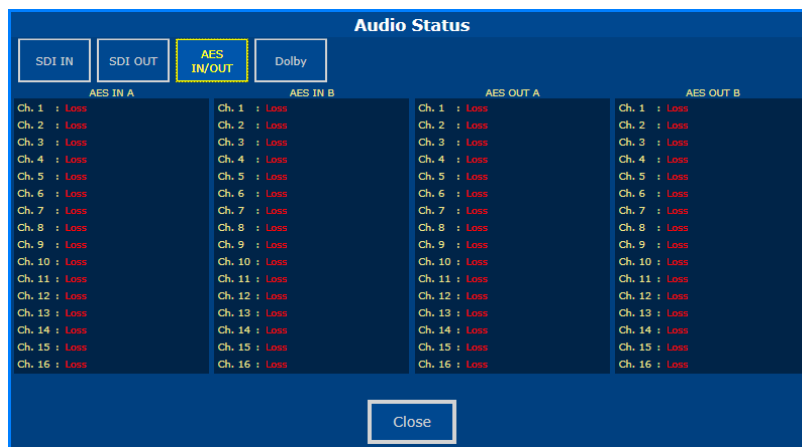 Audio Status
SDI IN
SDI OUT
AES
IN/OUT
Dolby
AES IN A
Ch. 1 : Loss
Ch. 2 : Loss
Ch. 3 : Loss
Ch. 4 : Loss
Ch. 5 : Loss
Ch. 6 : Loss
Ch. 7 : Loss
Ch. 8 : Loss
Ch. 9 : Loss
Ch. 10 : Loss
Ch. 11 : Loss
Ch. 12 : Loss
Ch. 13 : Loss
Ch. 14 : Loss
Ch. 15 : Loss
Ch. 16 : Loss
AES IN B
Ch. 1 : Loss
Ch. 2 : Loss
Ch. 3 : Loss
Ch. 4 : Loss
Ch. 5 : Loss
Ch. 6 : Loss
Ch. 7 : Loss
Ch. 8 : Loss
Ch. 9 : Loss
Ch. 10 : Loss
Ch. 11 : Loss
Ch. 12 : Loss
Ch. 13 : Loss
Ch. 14 : Loss
Ch. 15 : Loss
Ch. 16 : Loss
AES OUT A
Ch. 1 : Loss
Ch. 2 : Loss
Ch. 3 : Loss
Ch. 4 : Loss
Ch. 5 : Loss
Ch. 6 : Loss
Ch. 7 : Loss
Ch. 8 : Loss
Ch. 9 : Loss
Ch. 10 : Loss
Ch. 11 : Loss
Ch. 12 : Loss
Ch. 13 : Loss
Ch. 14 : Loss
Ch. 15 : Loss
Ch. 16 : Loss
AES OUT B
Ch. 1 : Loss
Ch. 2 : Loss
Ch. 3 : Loss
Ch. 4 : Loss
Ch. 5 : Loss
Ch. 6 : Loss
Ch. 7 : Loss
Ch. 8 : Loss
Ch. 9 : Loss
Ch. 10 : Loss
Ch. 11 : Loss
Ch. 12 : Loss
Ch. 13 : Loss
Ch. 14 : Loss
Ch. 15 : Loss
Ch. 16 : Loss
Close